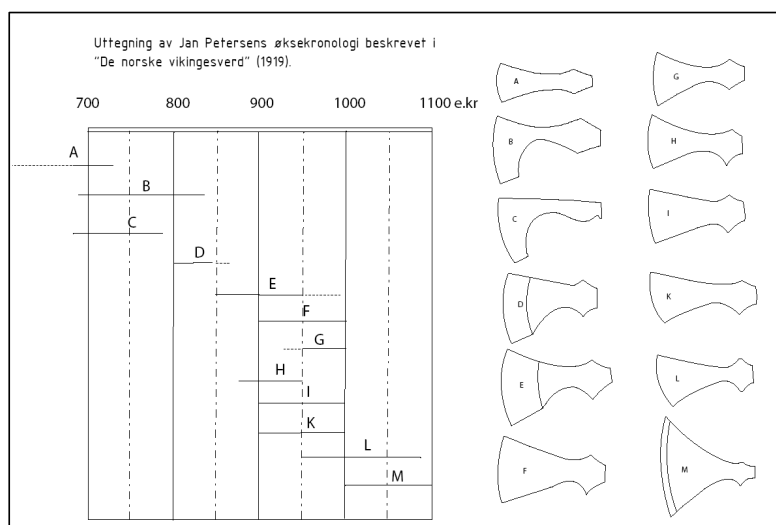 Uttegning av Jan Petersens øksekronologi beskrevet i
"De norske vikingesverd" (1919).
700 800 900 1000 1100 e.kr
A
B
C
D
E
F
G
H
I
K
L
M
A
B
C
D
E
F
G
H
I
K
L
M